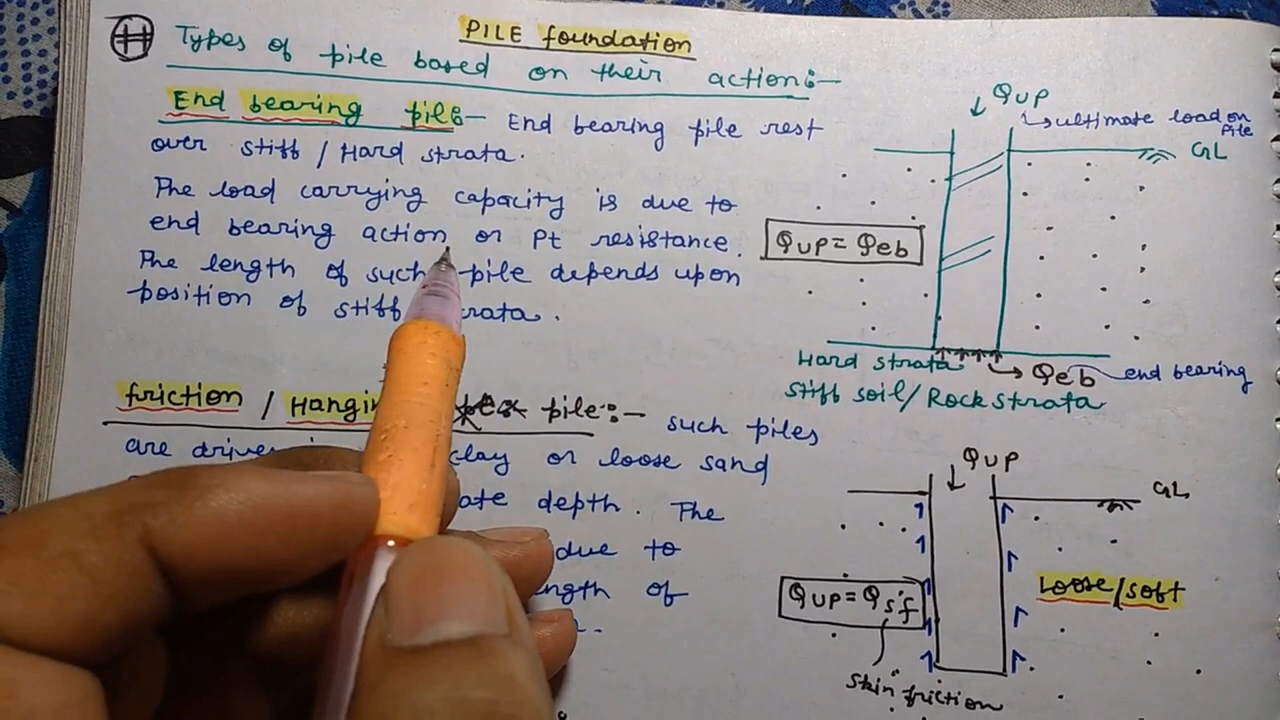 PILE foundation
Types of pile based on their action:-
End bearing pile:- End bearing pile rest
over stiff / Hard strata.
The load carrying capacity is due to
end bearing action or Pt resistance.
The length of such pile depends upon
position of stiff
friction / pile:- such piles
are clay or loose sand
depth. The
due to
of
QUP
ultimate load on
Pile
GL
QUP = Qeb
Hard strata
Qeb end bearing
Stiff soil/Rock strata
QUP
GL
Loose/soft
QUP = Qsf
Skin friction